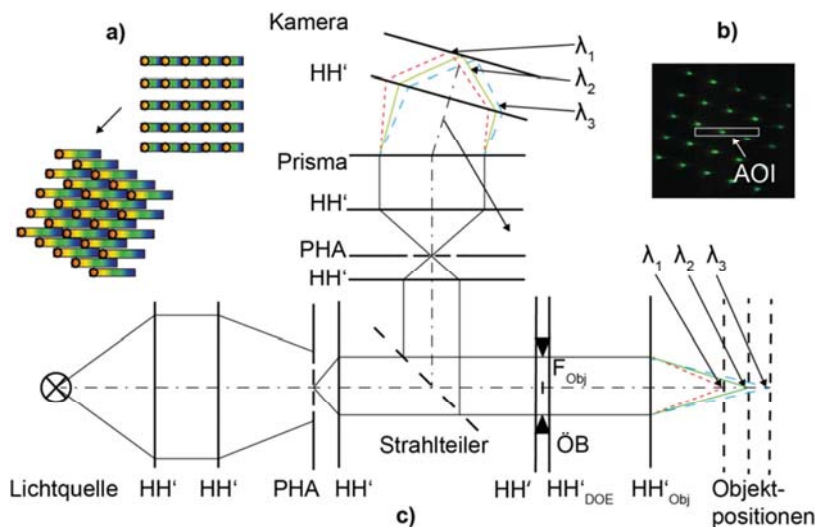 a)
b)
Kamera
λ1
HH'
λ2
λ3
AOI
Prisma
HH'
PHA
HH'
λ1 λ2 λ3
FObj
Strahlteiler
ÖB
Lichtquelle HH' HH' PHA HH' HH' HH'DOE HH'Obj Objekt-
positionen
c)